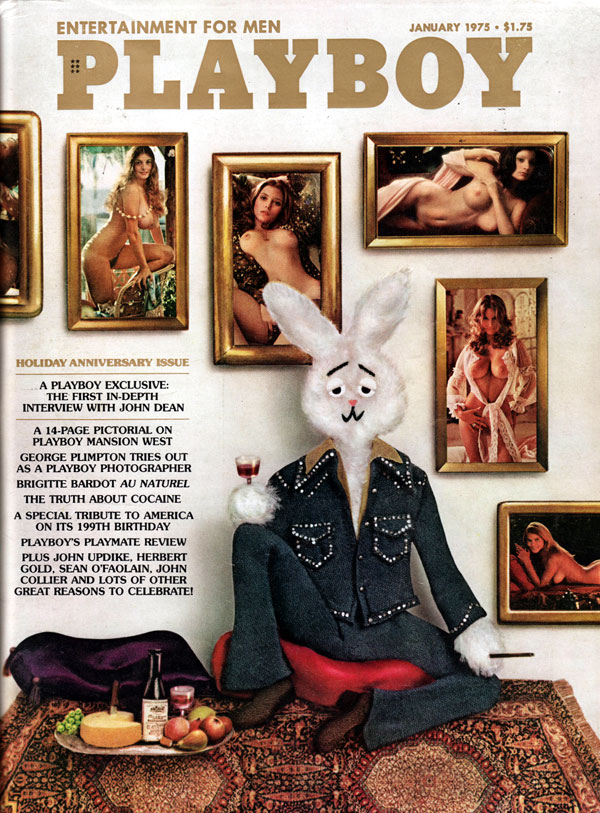 ENTERTAINMENT FOR MEN
JANUARY 1975 • $1.75
PLAYBOY
HOLIDAY ANNIVERSARY ISSUE
A PLAYBOY EXCLUSIVE:
THE FIRST IN-DEPTH
INTERVIEW WITH JOHN DEAN
A 14-PAGE PICTORIAL ON
PLAYBOY MANSION WEST
GEORGE PLIMPTON TRIES OUT
AS A PLAYBOY PHOTOGRAPHER
BRIGITTE BARDOT AU NATUREL
THE TRUTH ABOUT COCAINE
A SPECIAL TRIBUTE TO AMERICA
ON ITS 199TH BIRTHDAY
PLAYBOY'S PLAYMATE REVIEW
PLUS JOHN UPDIKE, HERBERT
GOLD, SEAN O'FAOLAIN, JOHN
COLLIER AND LOTS OF OTHER
GREAT REASONS TO CELEBRATE!